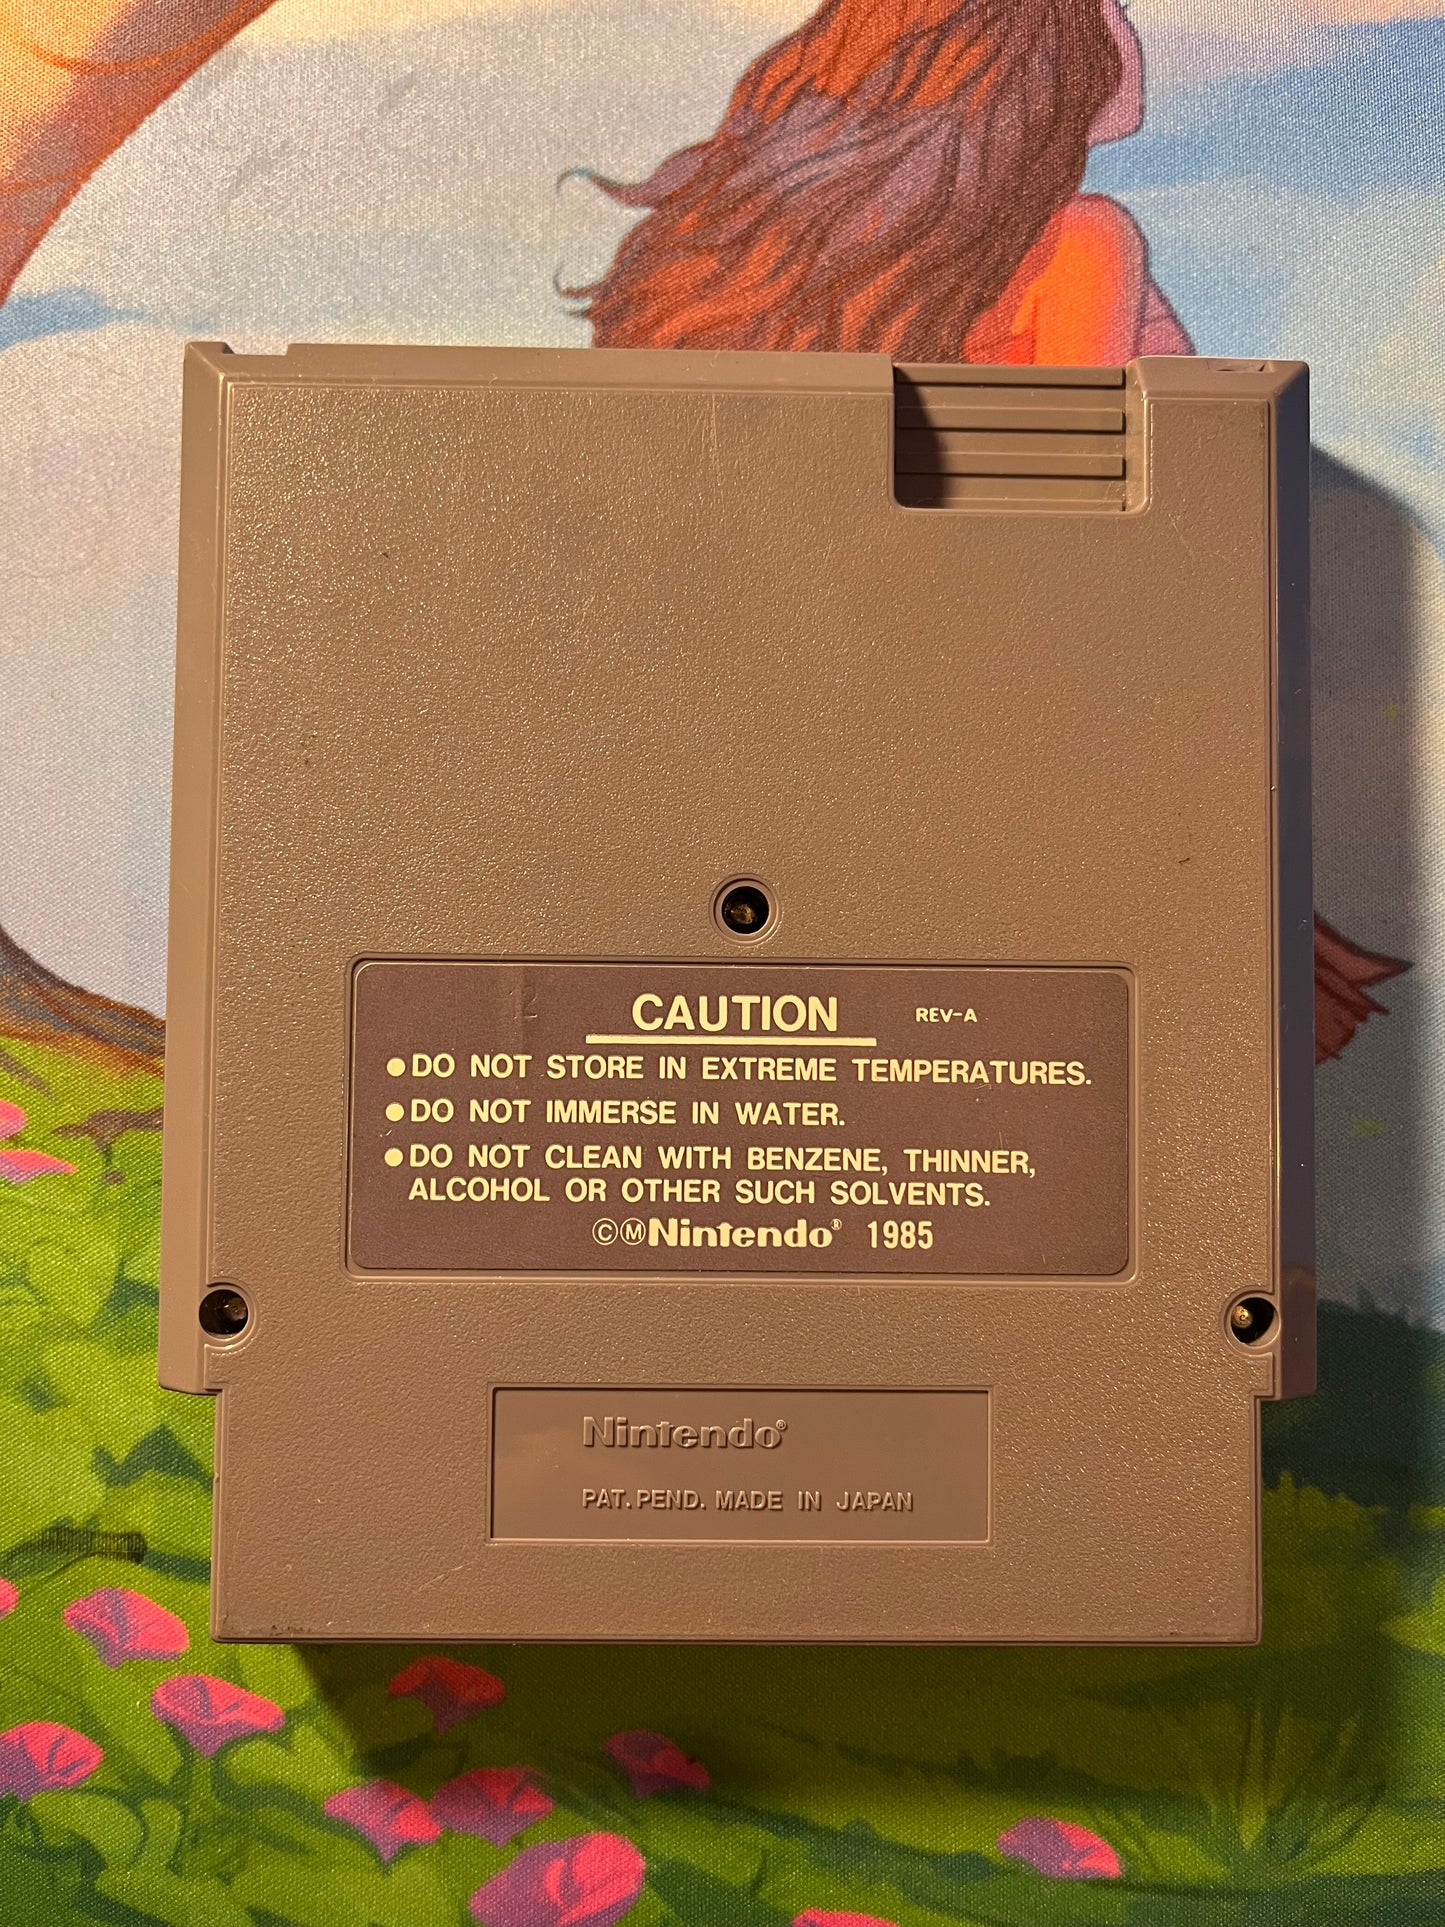 CAUTION REV-A
●DO NOT STORE IN EXTREME TEMPERATURES.
●DO NOT IMMERSE IN WATER.
●DO NOT CLEAN WITH BENZENE, THINNER,
ALCOHOL OR OTHER SUCH SOLVENTS.
ⒸⓂNintendo® 1985
Nintendo®
PAT. PEND. MADE IN JAPAN